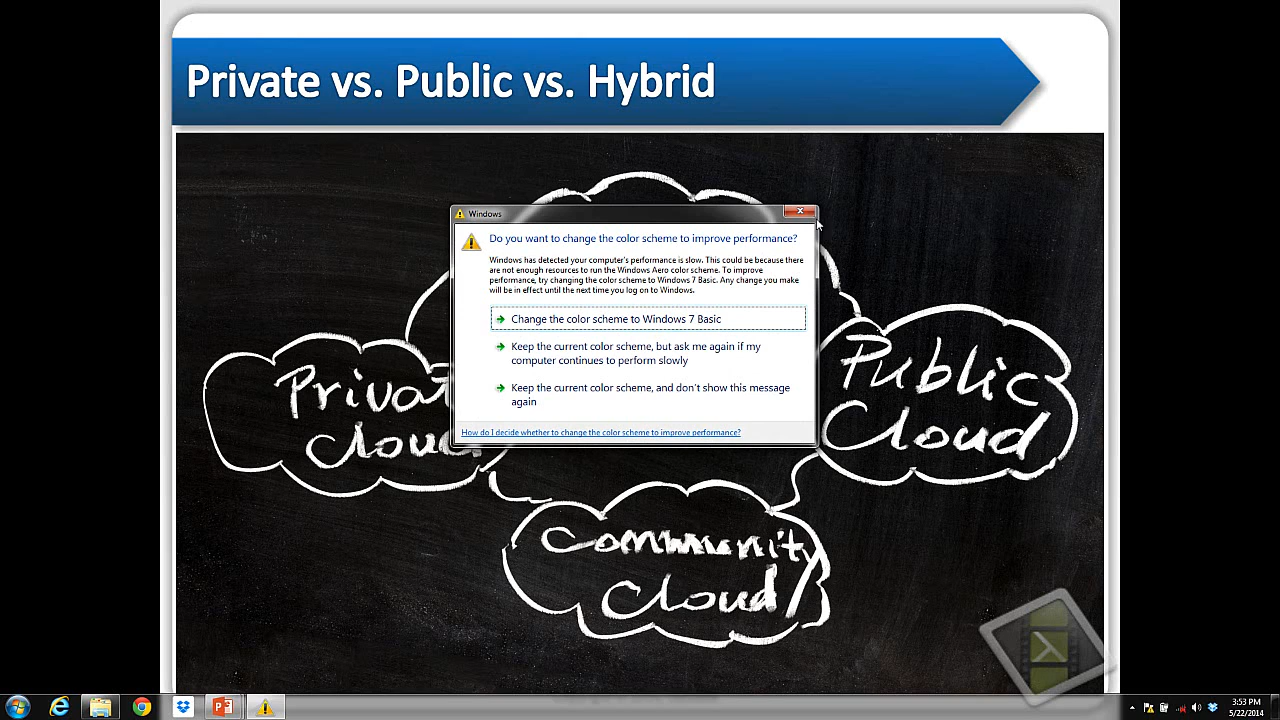 Private vs. Public vs. Hybrid
Windows
Do you want to change the color scheme to improve performance?
Windows has detected your computer's performance is slow. This could be because there
are not enough resources to run the Windows Aero color scheme. To improve
performance, try changing the color scheme to Windows 7 Basic. Any change you make
will be in effect until the next time you log on to Windows.
Change the color scheme to Windows 7 Basic
Keep the current color scheme, but ask me again if my
computer continues to perform slowly
Keep the current color scheme, and don't show this message
again
How do I decide whether to change the color scheme to improve performance?
Private
cloud
Public
Cloud
Community
Cloud
3:53 PM
5/22/2014